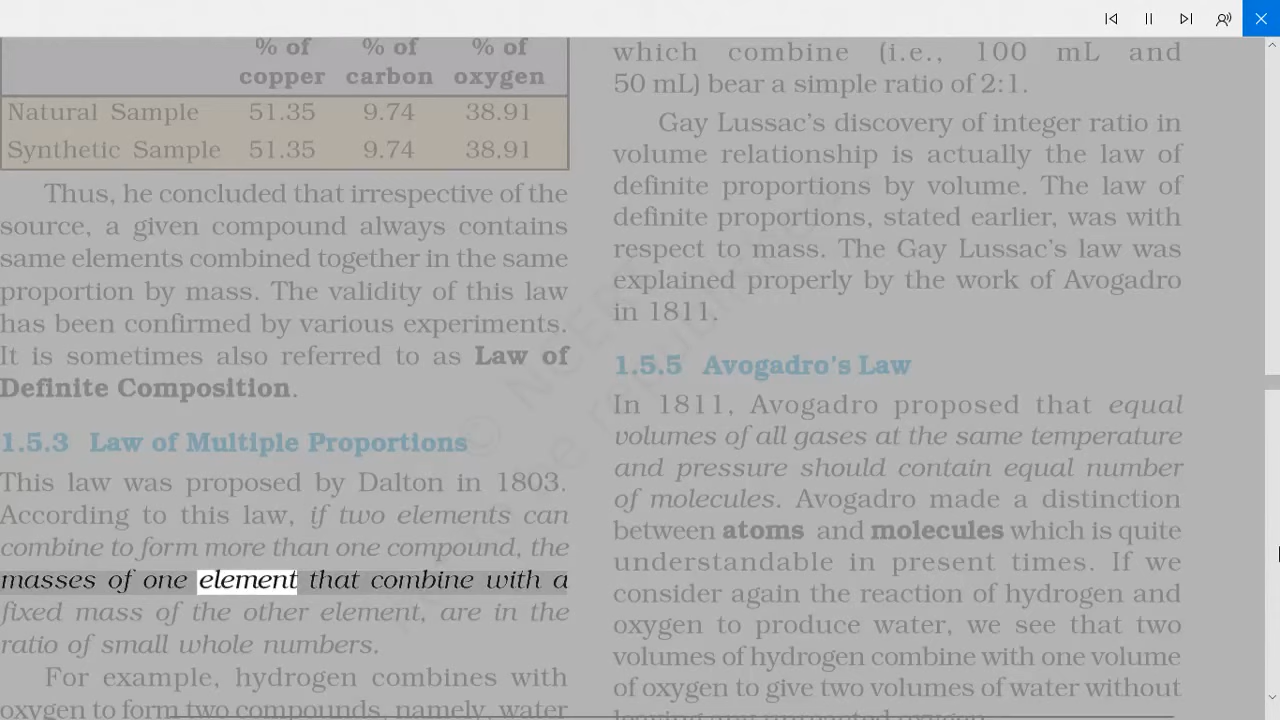 % of % of % of
copper carbon oxygen
Natural Sample 51.35 9.74 38.91
Synthetic Sample 51.35 9.74 38.91
Thus, he concluded that irrespective of the
source, a given compound always contains
same elements combined together in the same
proportion by mass. The validity of this law
has been confirmed by various experiments.
It is sometimes also referred to as Law of
Definite Composition.
1.5.3 Law of Multiple Proportions
This law was proposed by Dalton in 1803.
According to this law, if two elements can
combine to form more than one compound, the
masses of one element that combine with a
fixed mass of the other element, are in the
ratio of small whole numbers.
For example, hydrogen combines with
oxygen to form two compounds, namely, water
which combine (i.e., 100 mL and
50 mL) bear a simple ratio of 2:1.
Gay Lussac's discovery of integer ratio in
volume relationship is actually the law of
definite proportions by volume. The law of
definite proportions, stated earlier, was with
respect to mass. The Gay Lussac's law was
explained properly by the work of Avogadro
in 1811.
1.5.5 Avogadro's Law
In 1811, Avogadro proposed that equal
volumes of all gases at the same temperature
and pressure should contain equal number
of molecules. Avogadro made a distinction
between atoms and molecules which is quite
understandable in present times. If we
consider again the reaction of hydrogen and
oxygen to produce water, we see that two
volumes of hydrogen combine with one volume
of oxygen to give two volumes of water without